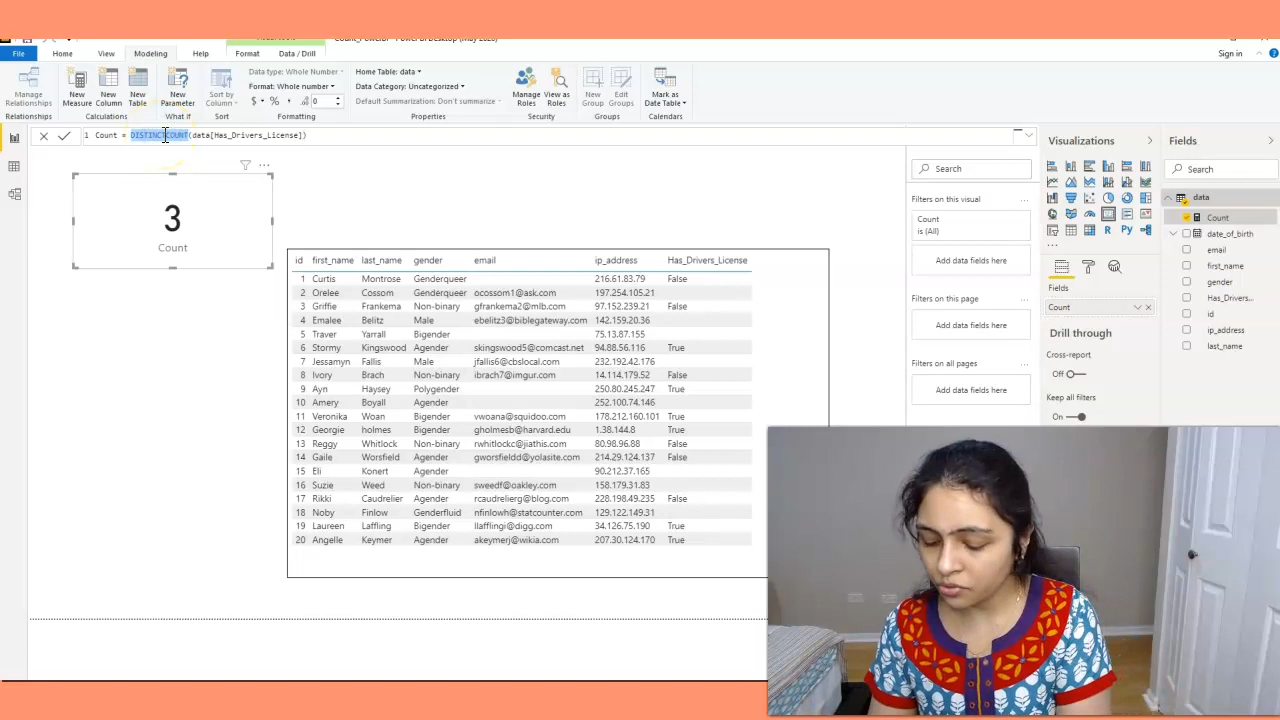 Sign in
File Home View Modeling Help Format Data / Drill
Manage Relationships
New Measure
New Column
New Table
New Parameter
Sort by Column
Data type: Whole Number
Format: Whole number
$ % , .00 0
Home Table: data
Data Category: Uncategorized
Default Summarization: Don't summarize
Manage Roles
View as Roles
New Group
Edit Groups
Mark as Date Table
Relationships
Calculations
What If
Sort
Formatting
Properties
Security
Groups
Calendars
1 Count = DISTINCTCOUNT(data[Has_Drivers_License])
3
Count
id first_name last_name gender email ip_address Has_Drivers_License
1 Curtis Montrose Genderqueer 216.61.83.79 False
2 Orelee Cossom Genderqueer ocossom1@ask.com 197.254.105.21
3 Griffie Frankema Non-binary gfrankema2@mlb.com 97.152.239.21 False
4 Emalee Belitz Male ebelitz3@biblegateway.com 142.159.20.36
5 Traver Yarrall Bigender 75.13.87.155
6 Stormy Kingswood Agender skingswood5@comcast.net 94.88.56.116 True
7 Jessamyn Fallis Male jfallis6@cbslocal.com 232.192.42.176
8 Ivory Brach Non-binary ibrach7@imgur.com 14.114.179.52 False
9 Ayn Haysey Polygender 250.80.245.247 True
10 Amery Boyall Agender 252.100.74.146
11 Veronika Woan Bigender vwoana@squidoo.com 178.212.160.101 True
12 Georgie holmes Bigender gholmesb@harvard.edu 1.38.144.8 True
13 Reggy Whitlock Non-binary rwhitlockc@jiathis.com 80.98.96.88 False
14 Gaile Worsfield Agender gworsfieldd@yolasite.com 214.29.124.137 False
15 Eli Konert Agender 90.212.37.165
16 Suzie Weed Non-binary sweedf@oakley.com 158.179.31.83
17 Rikki Caudrelier Agender rcaudrelierg@blog.com 228.198.49.235 False
18 Noby Finlow Genderfluid nfinlowh@statcounter.com 129.122.149.31
19 Laureen Laffling Bigender llafflingi@digg.com 34.126.75.190 True
20 Angelle Keymer Agender akeymerj@wikia.com 207.30.124.170 True
Search
Filters on this visual ...
Count
is (All)
Add data fields here
Filters on this page ...
Add data fields here
Filters on all pages ...
Add data fields here
Visualizations
R Py
Fields
Count
Drill through
Cross-report
Off
Keep all filters
On
Fields
Search
data
Count
date_of_birth
email
first_name
gender
Has_Drivers...
id
ip_address
last_name